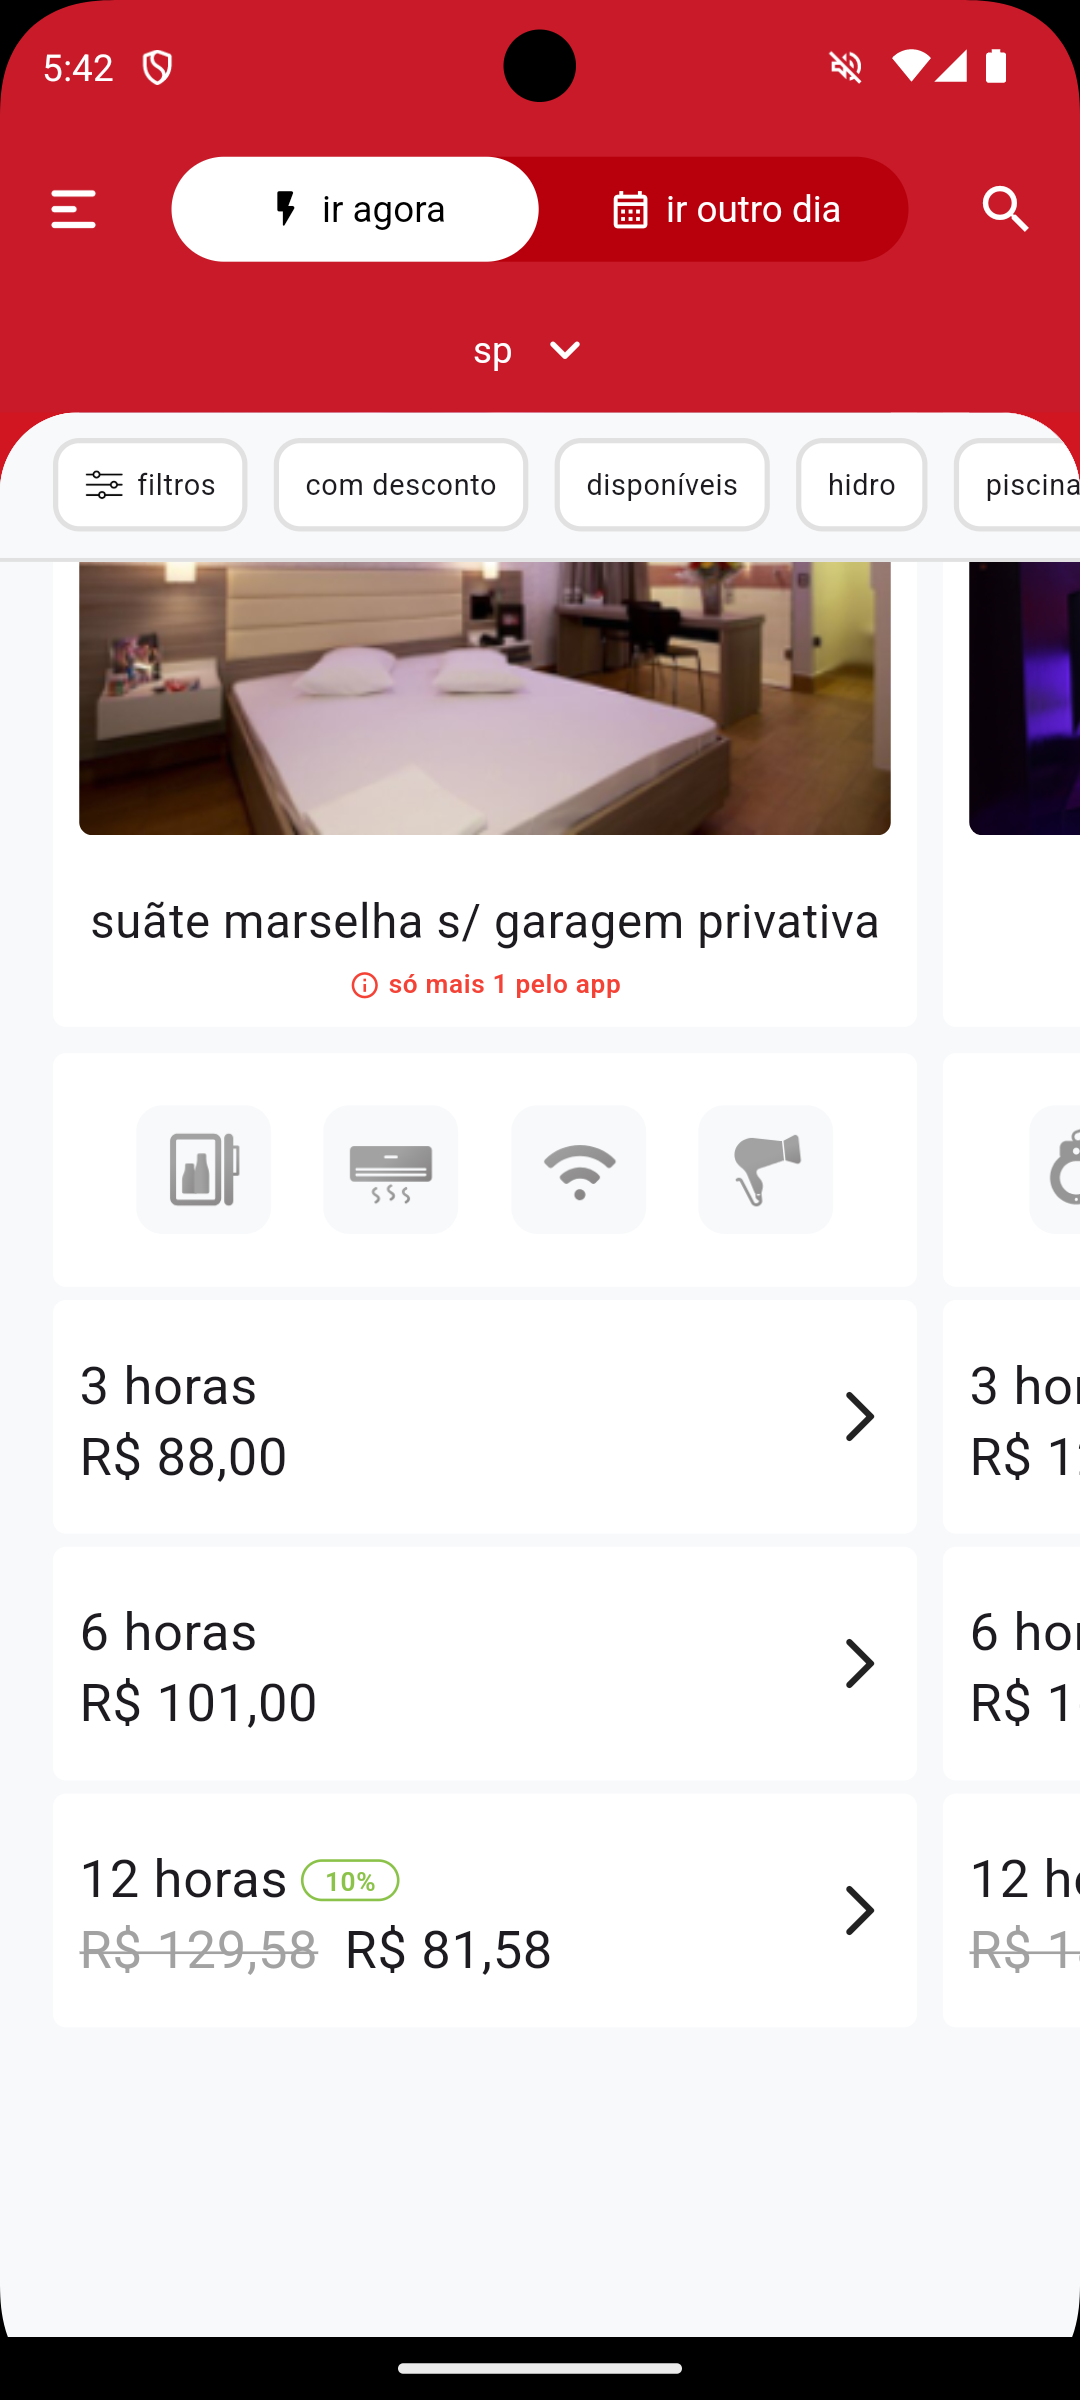 5:42
ir agora
ir outro dia
sp
filtros
com desconto
disponíveis
hidro
piscina
suãte marselha s/ garagem privativa
só mais 1 pelo app
3 horas
R$ 88,00
3 hor
R$ 1
6 horas
R$ 101,00
6 hor
R$ 1
12 horas 10%
R$ 129,58 R$ 81,58
12 h
R$ 1